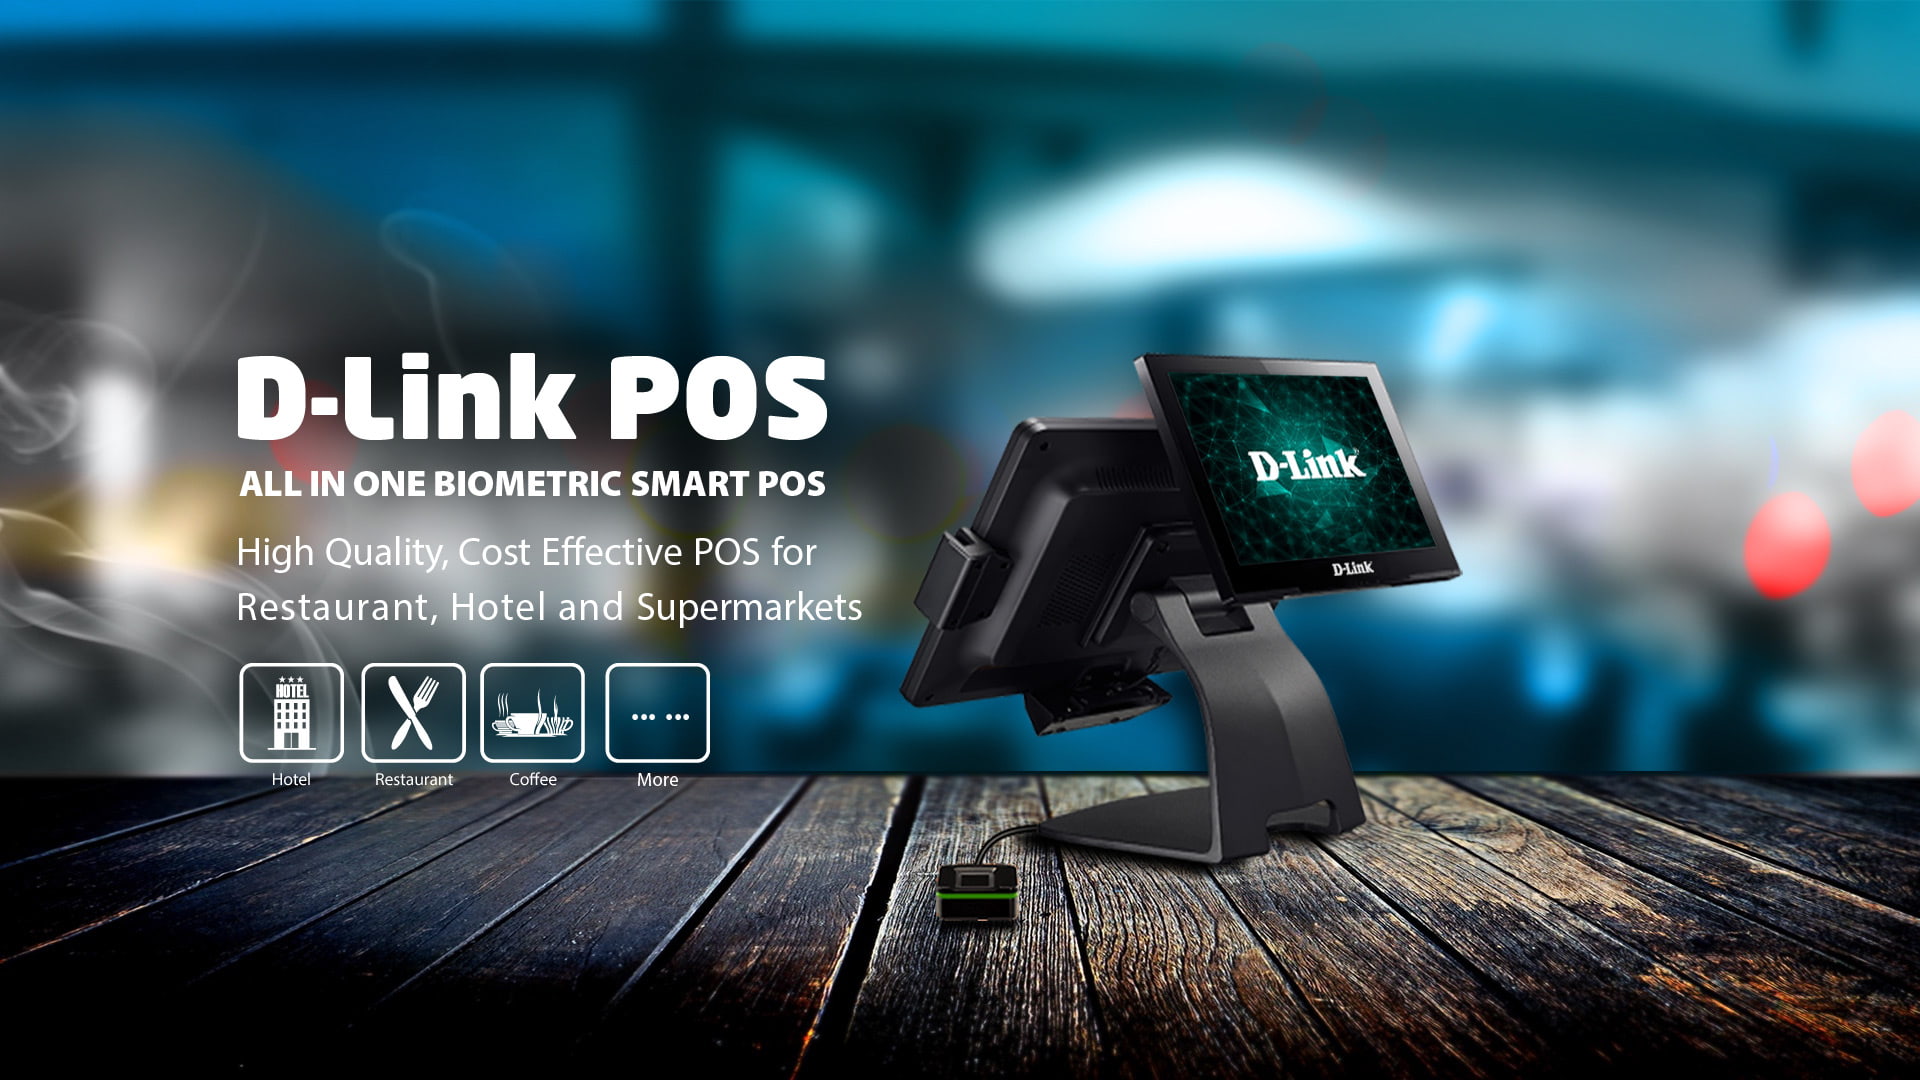 D-Link POS
ALL IN ONE BIOMETRIC SMART POS
High Quality, Cost Effective POS for
Restaurant, Hotel and Supermarkets
HOTEL
Hotel
Restaurant
Coffee
More
D-Link
D-Link